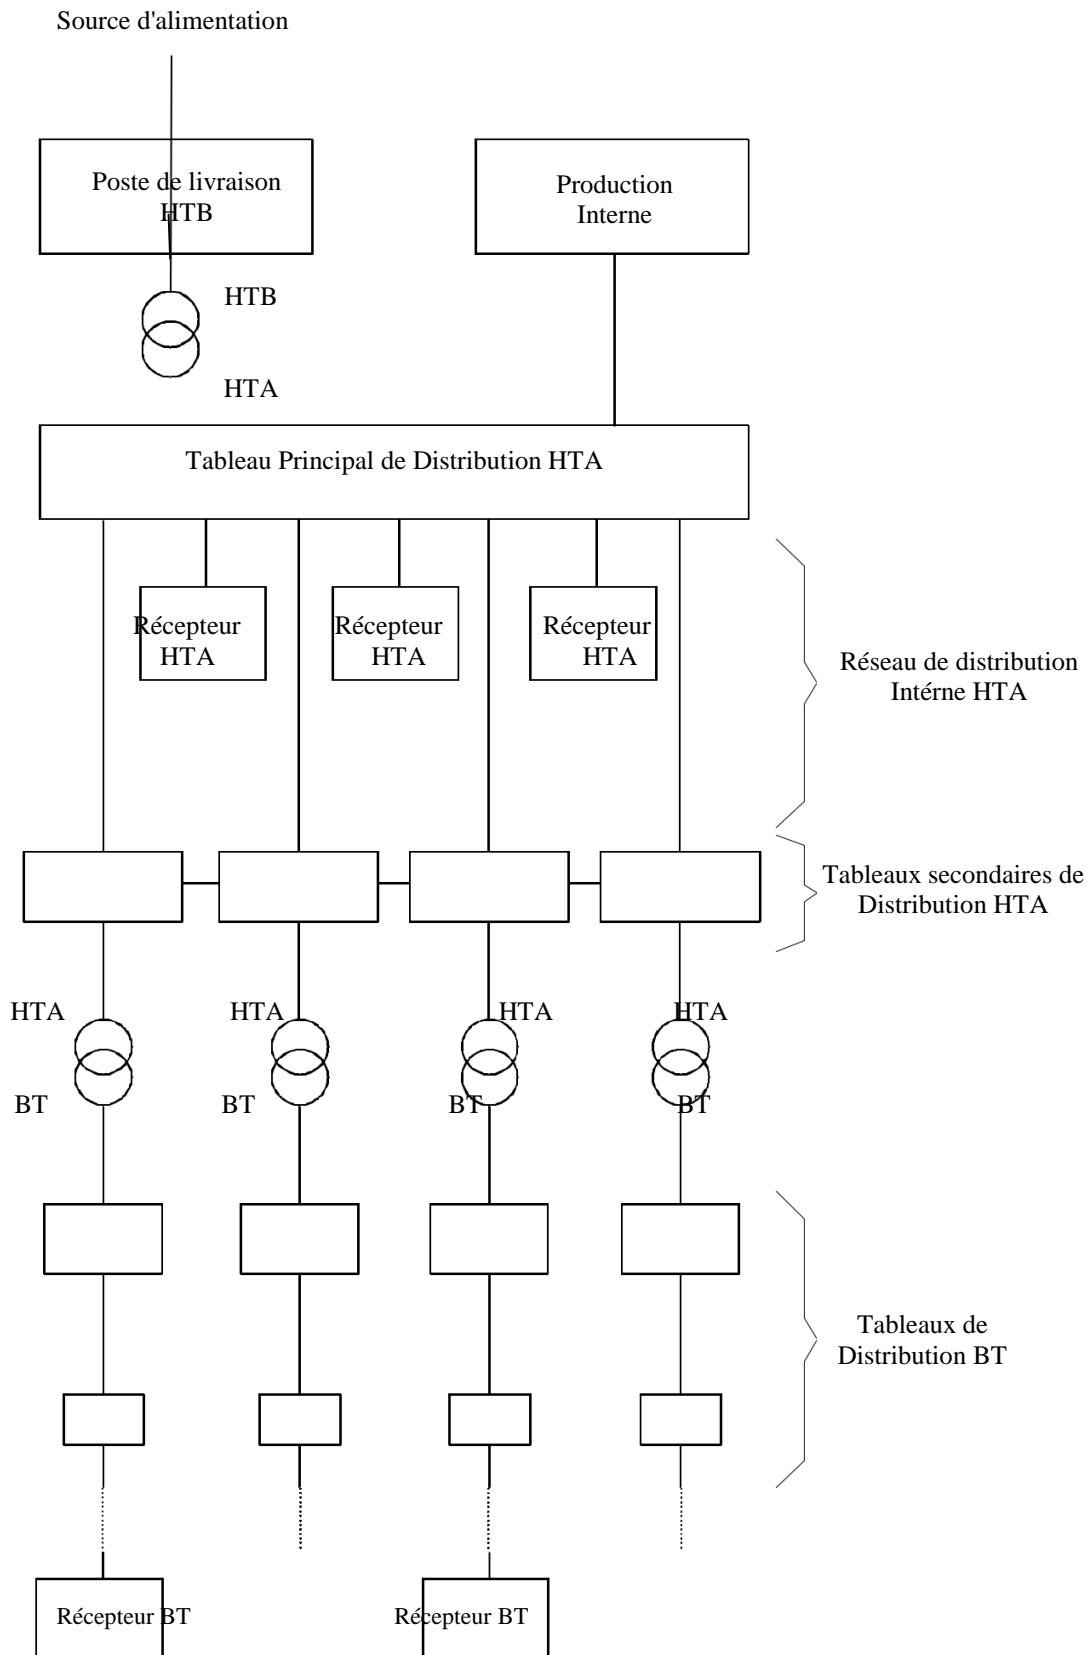 Source d'alimentation
Poste de livraison
HTB
Production
Interne
HTB
HTA
Tableau Principal de Distribution HTA
Récepteur
HTA
Récepteur
HTA
Récepteur
HTA
Réseau de distribution
Intérne HTA
Tableaux secondaires de
Distribution HTA
HTA
HTA
HTA
HTA
BT
BT
BT
BT
Tableaux de
Distribution BT
Récepteur BT
Récepteur BT